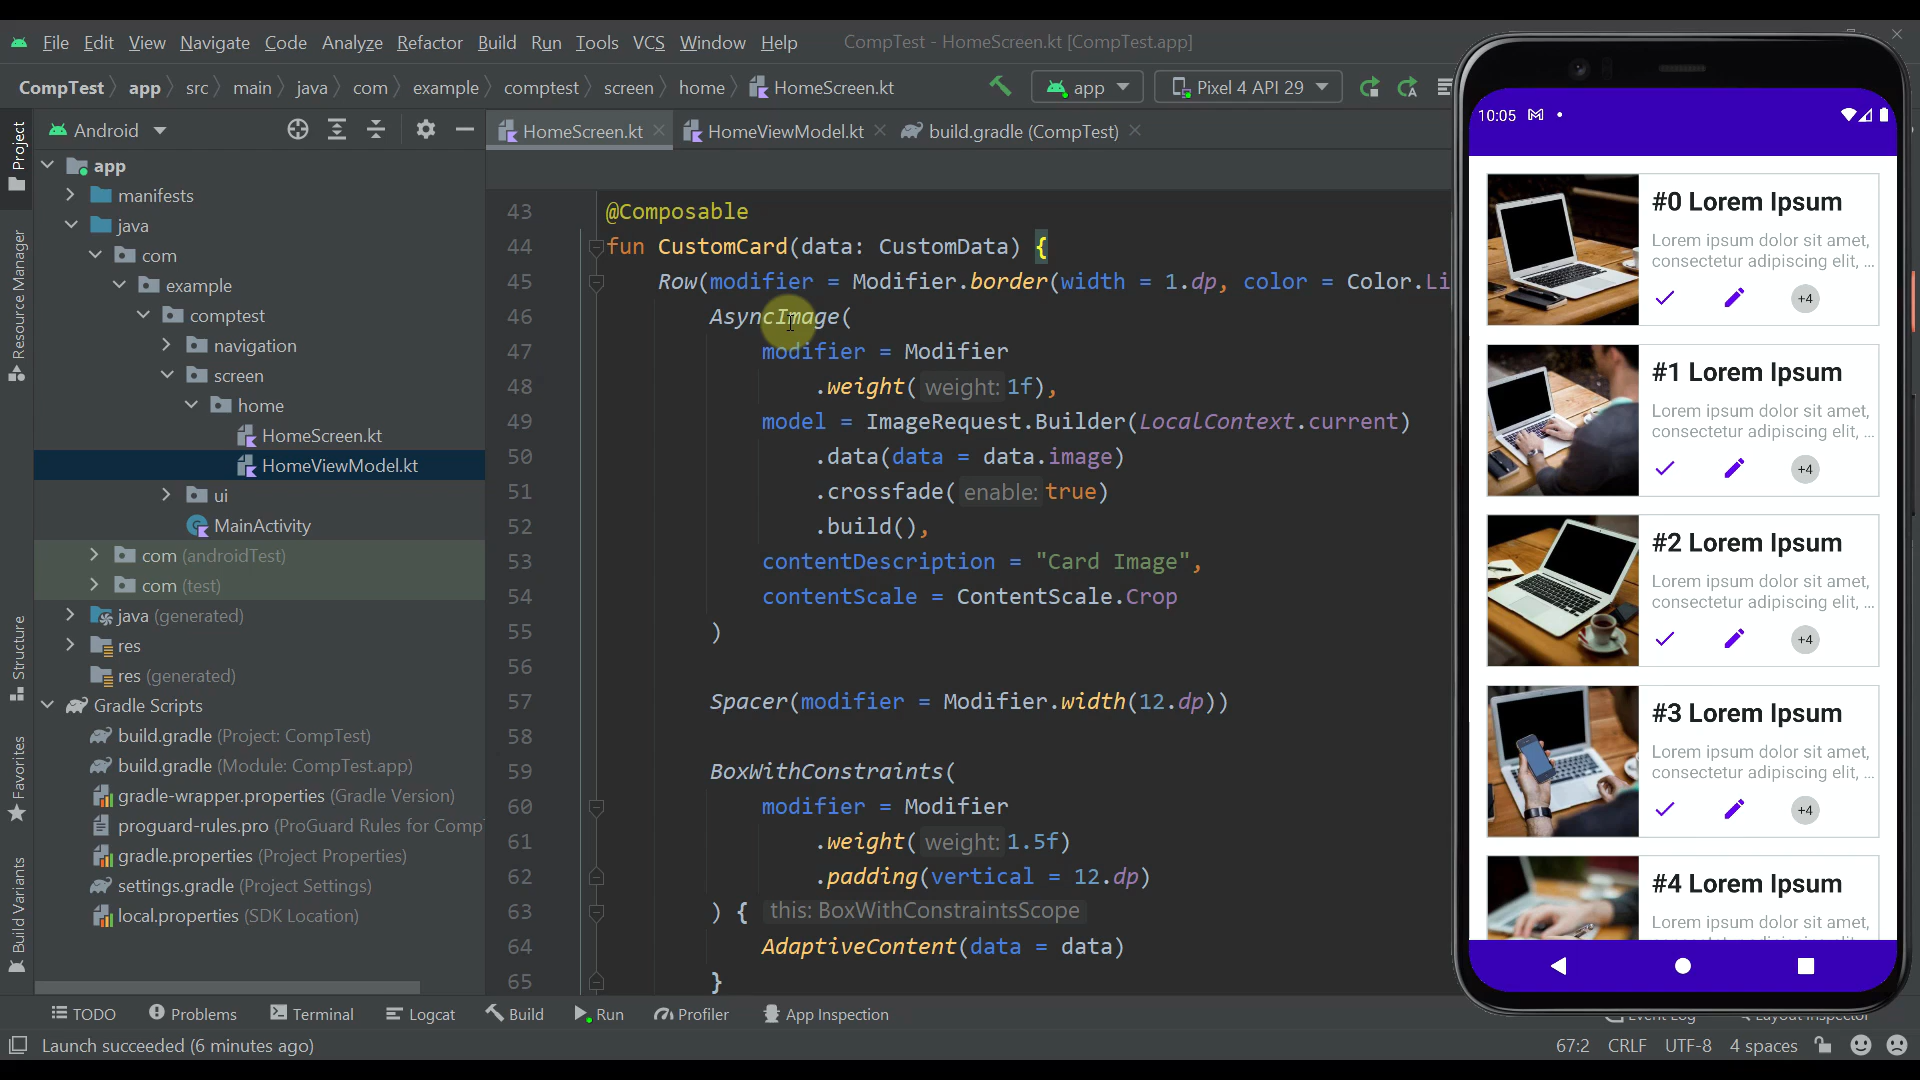 File Edit View Navigate Code Analyze Refactor Build Run Tools VCS Window Help CompTest - HomeScreen.kt [CompTest.app]
CompTest app src main java com example comptest screen home HomeScreen.kt app Pixel 4 API 29
Android
HomeScreen.kt HomeViewModel.kt build.gradle (CompTest)
Project
Resource Manager
Structure
Favorites
Build Variants
app
manifests
java
com
example
comptest
navigation
screen
home
HomeScreen.kt
HomeViewModel.kt
ui
MainActivity
com (androidTest)
com (test)
java (generated)
res
res (generated)
Gradle Scripts
build.gradle (Project: CompTest)
build.gradle (Module: CompTest.app)
gradle-wrapper.properties (Gradle Version)
proguard-rules.pro (ProGuard Rules for Comp
gradle.properties (Project Properties)
settings.gradle (Project Settings)
local.properties (SDK Location)
43 @Composable
44 fun CustomCard(data: CustomData) {
45 Row(modifier = Modifier.border(width = 1.dp, color = Color.Li
46 AsyncImage(
47 modifier = Modifier
48 .weight( weight: 1f),
49 model = ImageRequest.Builder(LocalContext.current)
50 .data(data = data.image)
51 .crossfade( enable: true)
52 .build(),
53 contentDescription = "Card Image",
54 contentScale = ContentScale.Crop
55 )
56
57 Spacer(modifier = Modifier.width(12.dp))
58
59 BoxWithConstraints(
60 modifier = Modifier
61 .weight( weight: 1.5f)
62 .padding(vertical = 12.dp)
63 ) { this: BoxWithConstraintsScope
64 AdaptiveContent(data = data)
65 }
10:05
#0 Lorem Ipsum
Lorem ipsum dolor sit amet,
consectetur adipiscing elit, ...
+4
#1 Lorem Ipsum
Lorem ipsum dolor sit amet,
consectetur adipiscing elit, ...
+4
#2 Lorem Ipsum
Lorem ipsum dolor sit amet,
consectetur adipiscing elit, ...
+4
#3 Lorem Ipsum
Lorem ipsum dolor sit amet,
consectetur adipiscing elit, ...
+4
#4 Lorem Ipsum
Lorem ipsum dolor sit amet,
TODO Problems Terminal Logcat Build Run Profiler App Inspection Event Log Layout Inspector
Launch succeeded (6 minutes ago) 67:2 CRLF UTF-8 4 spaces